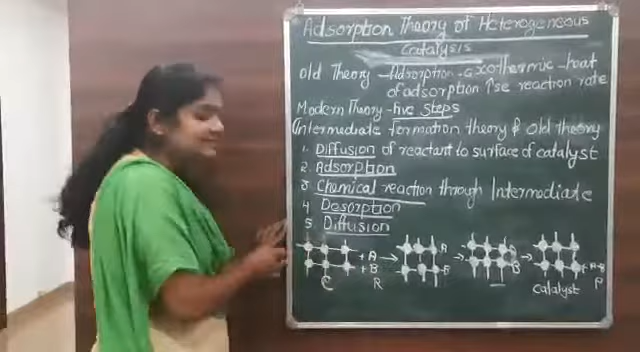 Adsorption Theory of Heterogeneous
Catalysis
Old Theory - Adsorption - exothermic - heat
of adsorption ↑se reaction rate
Modern Theory - five steps
Intermediate formation theory & old theory
1. Diffusion of reactant to surface of catalyst
2. Adsorption
3 Chemical reaction through Intermediate
4 Desorption
5 Diffusion
+ A → A → A →
+ B B B A-B
C R Catalyst P